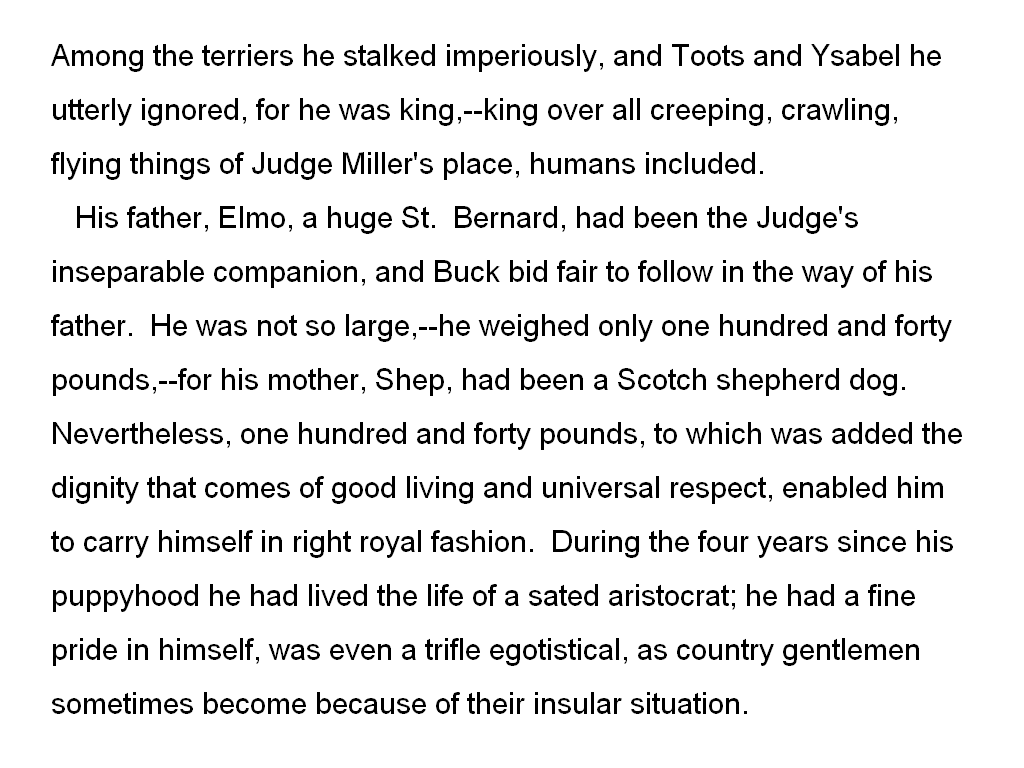 Among the terriers he stalked imperiously, and Toots and Ysabel he
utterly ignored, for he was king,--king over all creeping, crawling,
flying things of Judge Miller's place, humans included.
   His father, Elmo, a huge St.  Bernard, had been the Judge's
inseparable companion, and Buck bid fair to follow in the way of his
father.  He was not so large,--he weighed only one hundred and forty
pounds,--for his mother, Shep, had been a Scotch shepherd dog.
Nevertheless, one hundred and forty pounds, to which was added the
dignity that comes of good living and universal respect, enabled him
to carry himself in right royal fashion.  During the four years since his
puppyhood he had lived the life of a sated aristocrat; he had a fine
pride in himself, was even a trifle egotistical, as country gentlemen
sometimes become because of their insular situation.